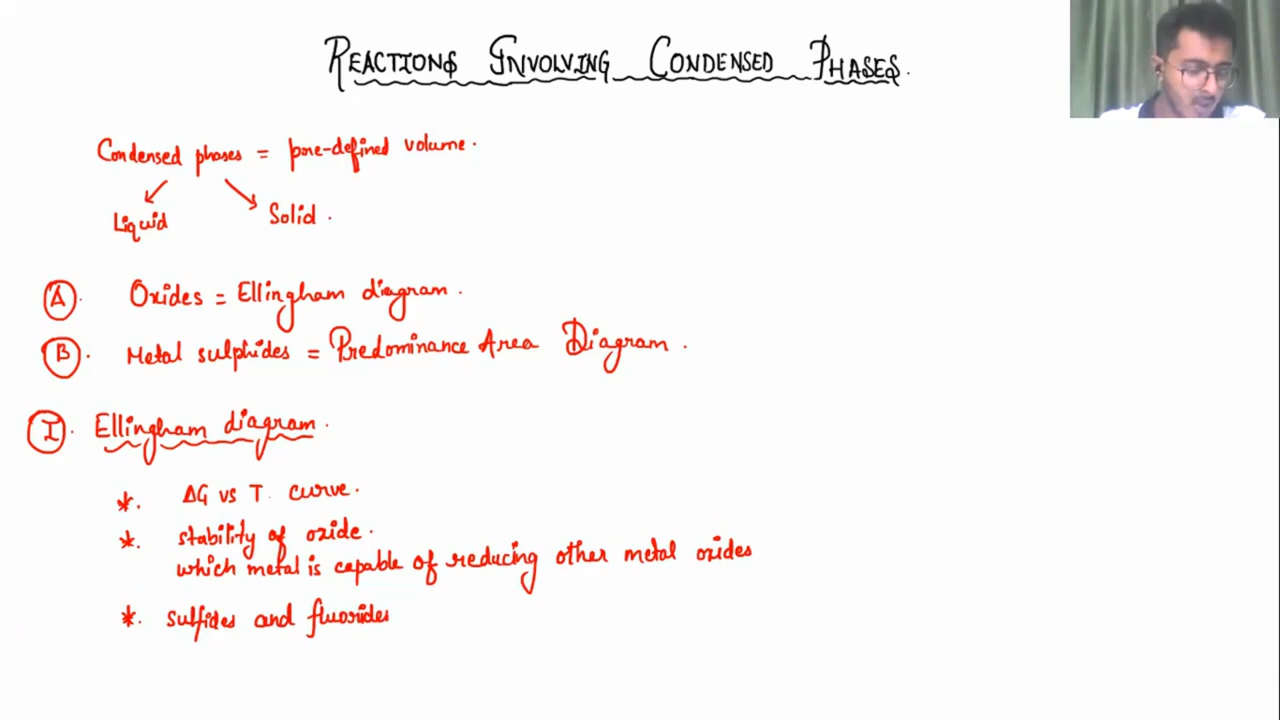 REACTIONS INVOLVING CONDENSED PHASES.
Condensed phases = pre-defined volume.
Liquid Solid.
A. Oxides = Ellingham diagram.
B. Metal sulphides = Predominance Area Diagram.
I. Ellingham diagram.
*. ΔG vs T. curve.
*. stability of oxide.
which metal is capable of reducing other metal oxides
*. sulfides and fluorides